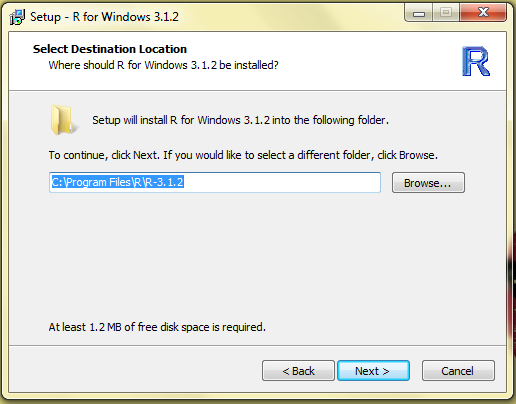 Setup - R for Windows 3.1.2
Select Destination Location
Where should R for Windows 3.1.2 be installed?
R
Setup will install R for Windows 3.1.2 into the following folder.
To continue, click Next. If you would like to select a different folder, click Browse.
C:\Program Files\R\R-3.1.2
Browse...
At least 1.2 MB of free disk space is required.
< Back
Next >
Cancel